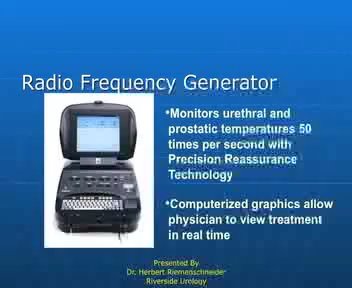 Radio Frequency Generator
•Monitors urethral and
prostatic temperatures 50
times per second with
Precision Reassurance
Technology
•Computerized graphics allow
physician to view treatment
in real time
Presented By
Dr. Herbert Riemenschneider
Riverside Urology